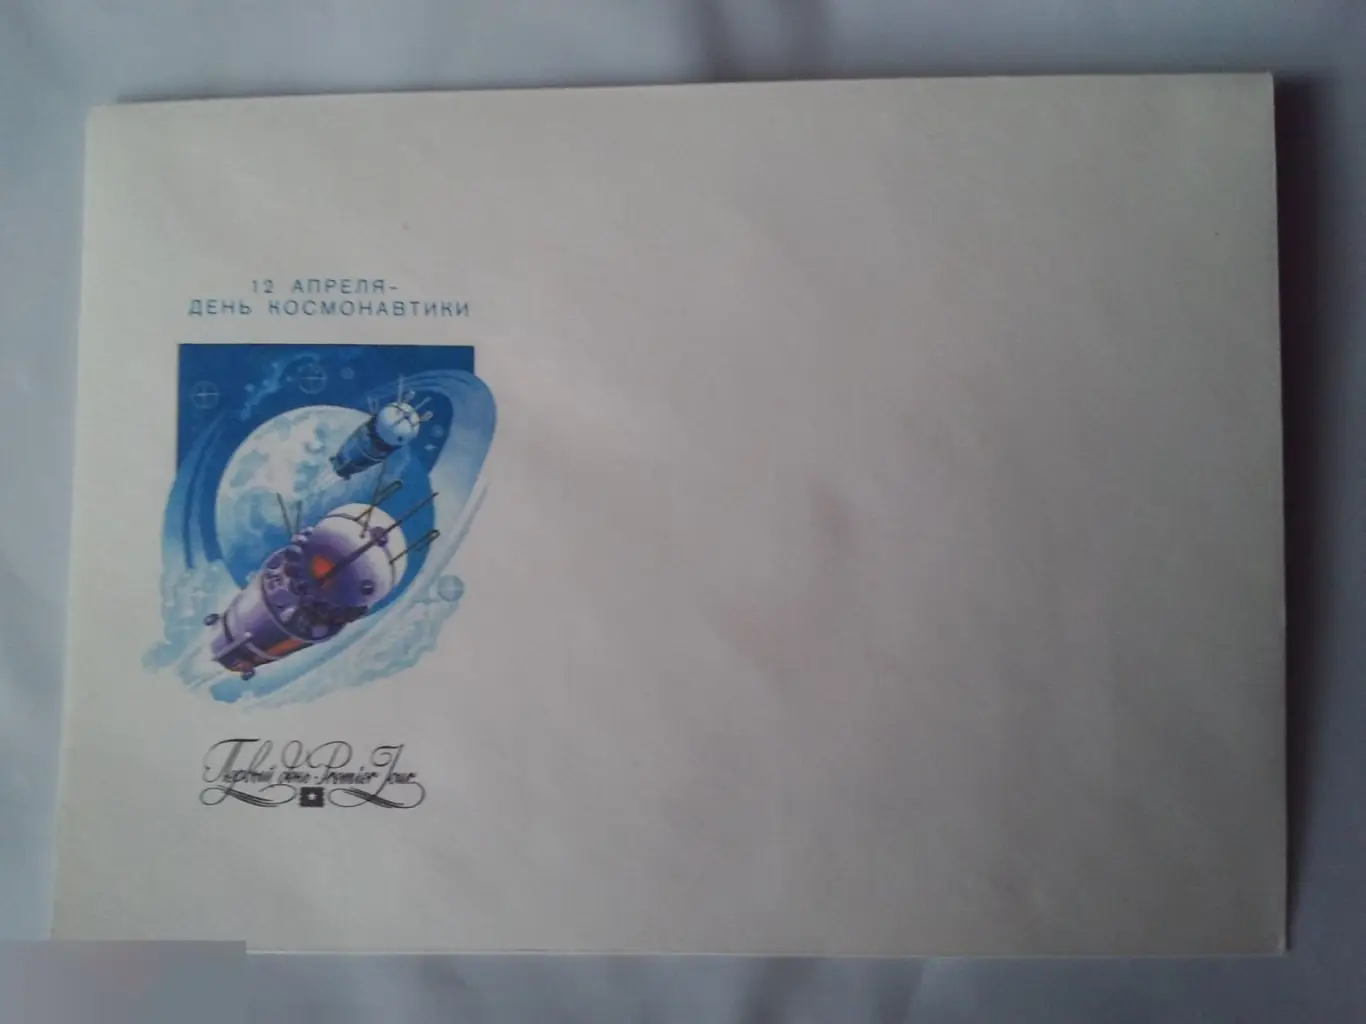 12 АПРЕЛЯ-
ДЕНЬ КОСМОНАВТИКИ
Первый день·Premier Jour